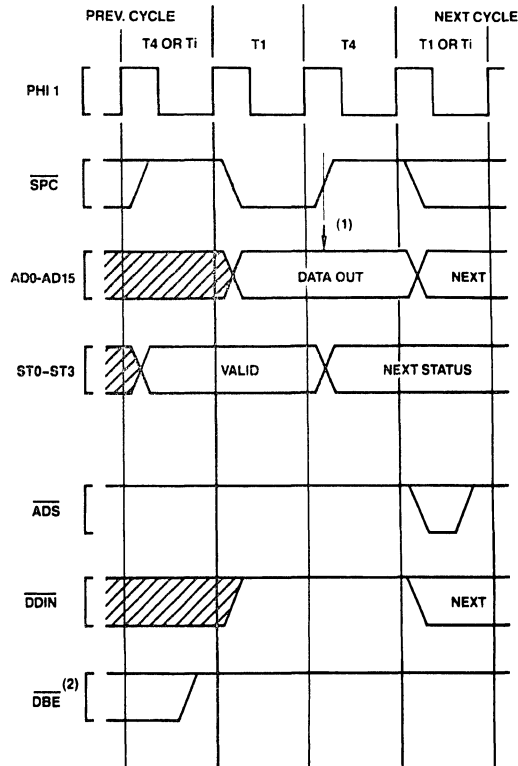 PREV. CYCLE
NEXT CYCLE
T4 OR Ti
T1
T4
T1 OR Ti
PHI 1
SPC
(1)
AD0-AD15
DATA OUT
NEXT
ST0-ST3
VALID
NEXT STATUS
ADS
DDIN
NEXT
DBE (2)